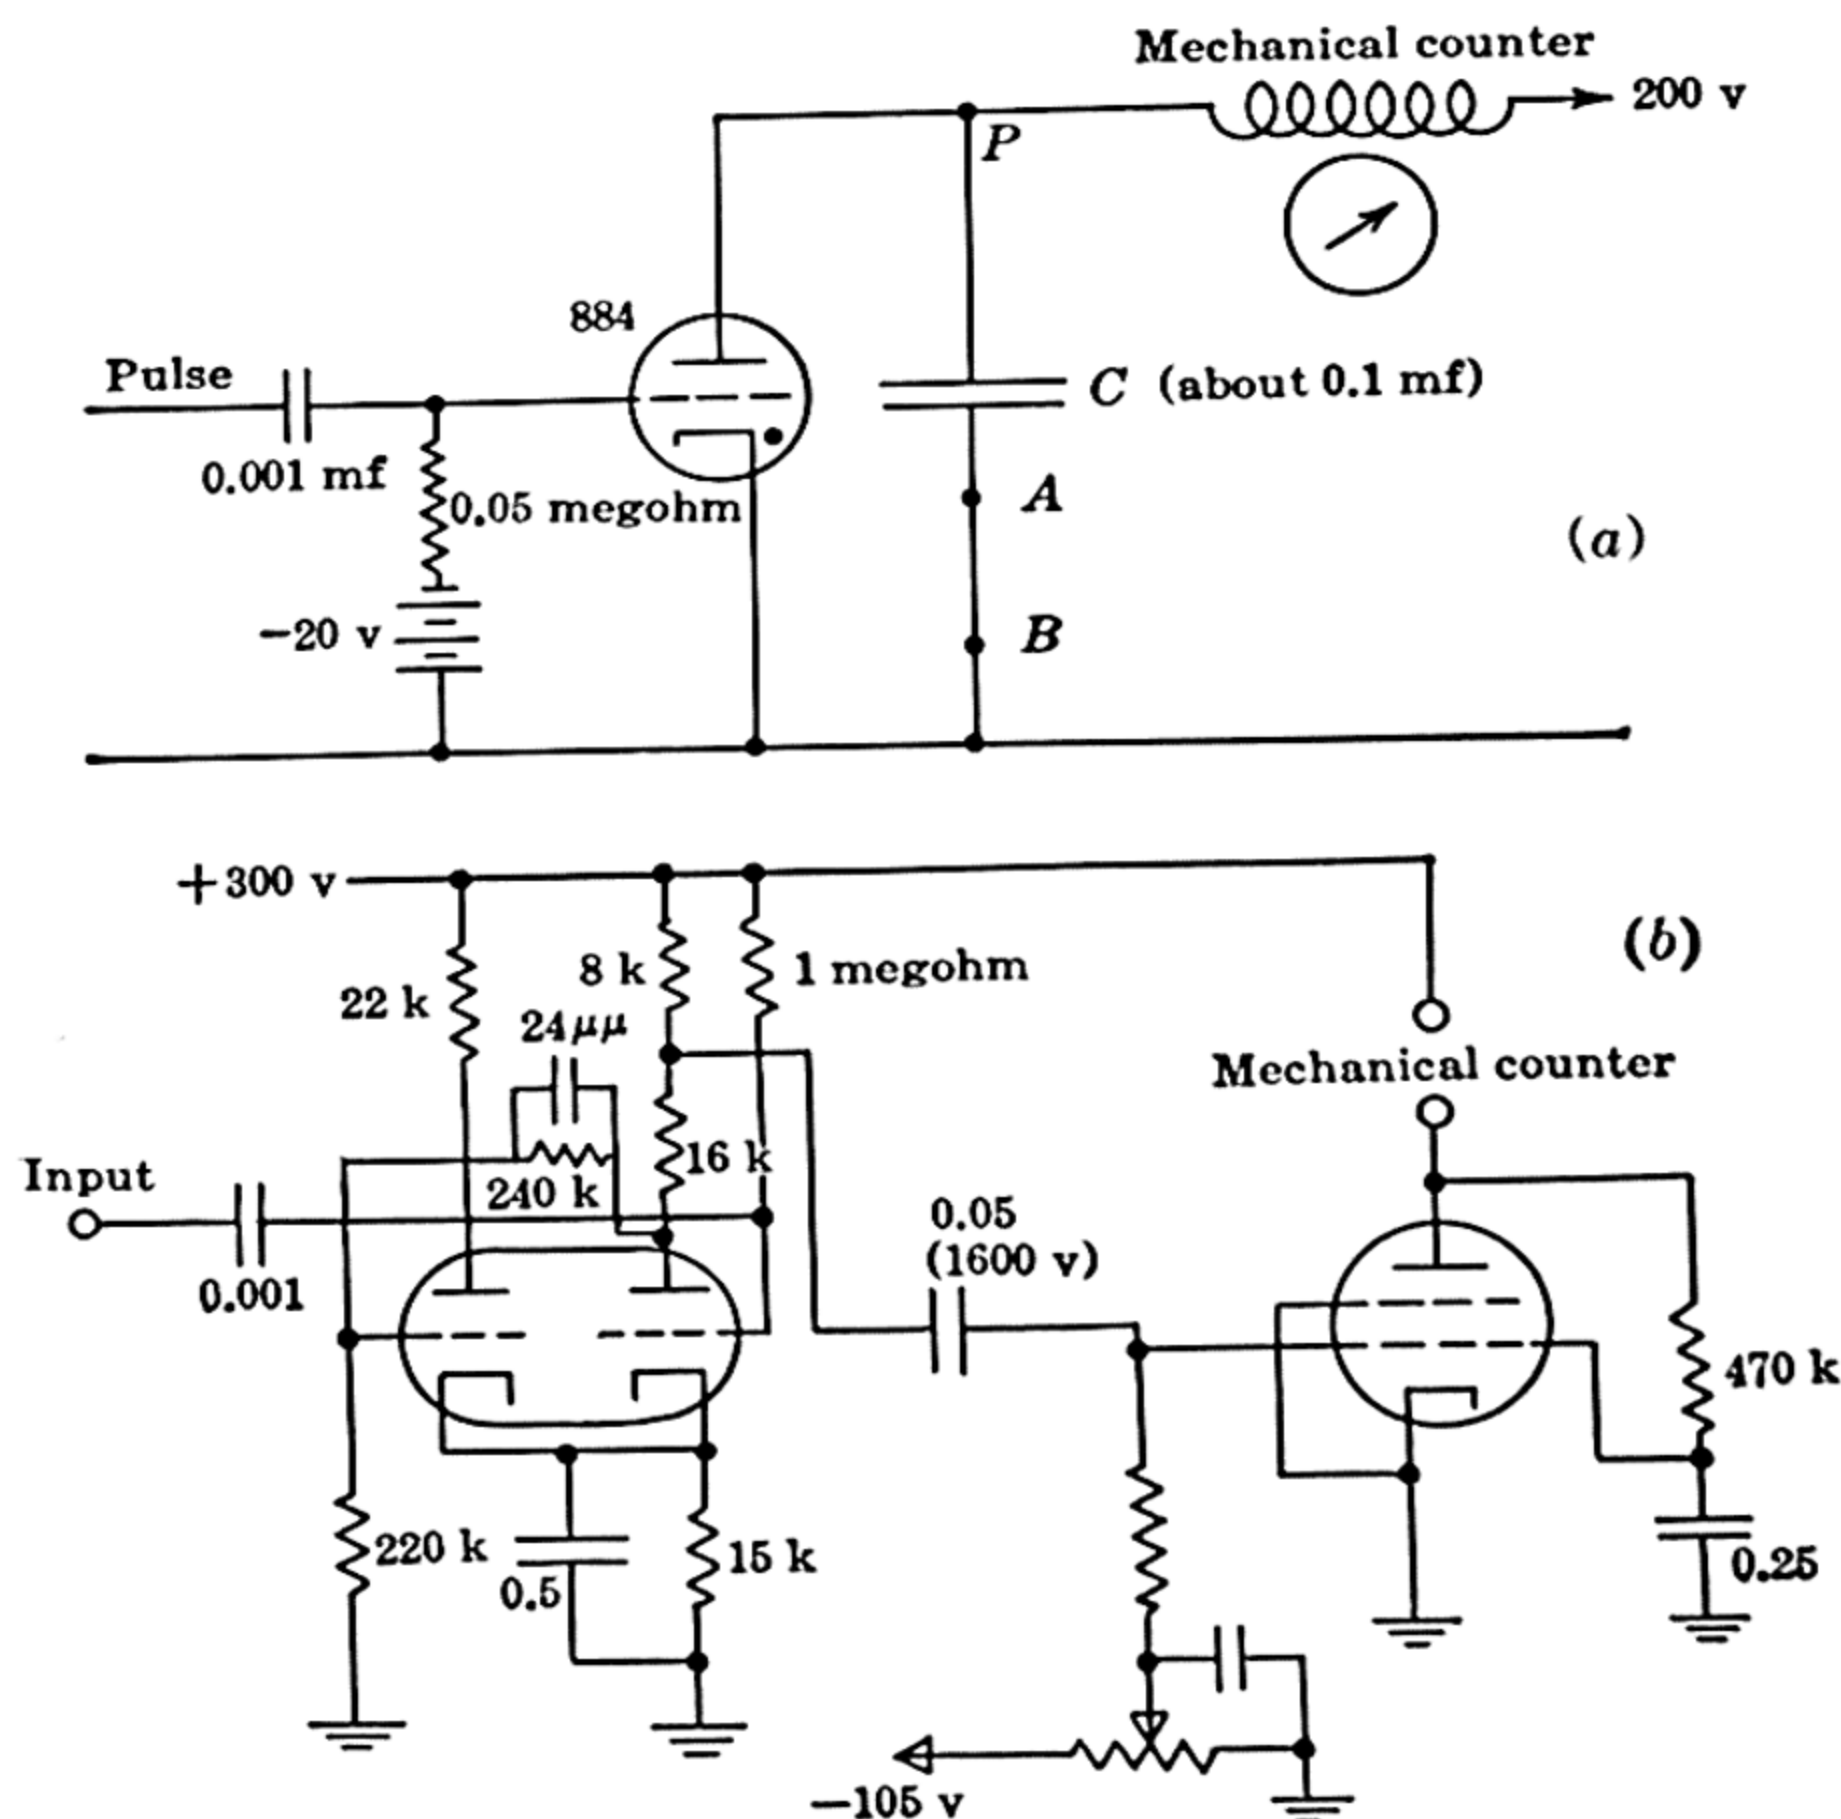 Mechanical counter
200 v
P
884
Pulse
C (about 0.1 mf)
0.001 mf
0.05 megohm
A
(a)
−20 v
B
+300 v
(b)
8 k
1 megohm
22 k
24μμ
Mechanical counter
16 k
Input
240 k
0.05
(1600 v)
0.001
470 k
220 k
15 k
0.5
0.25
−105 v